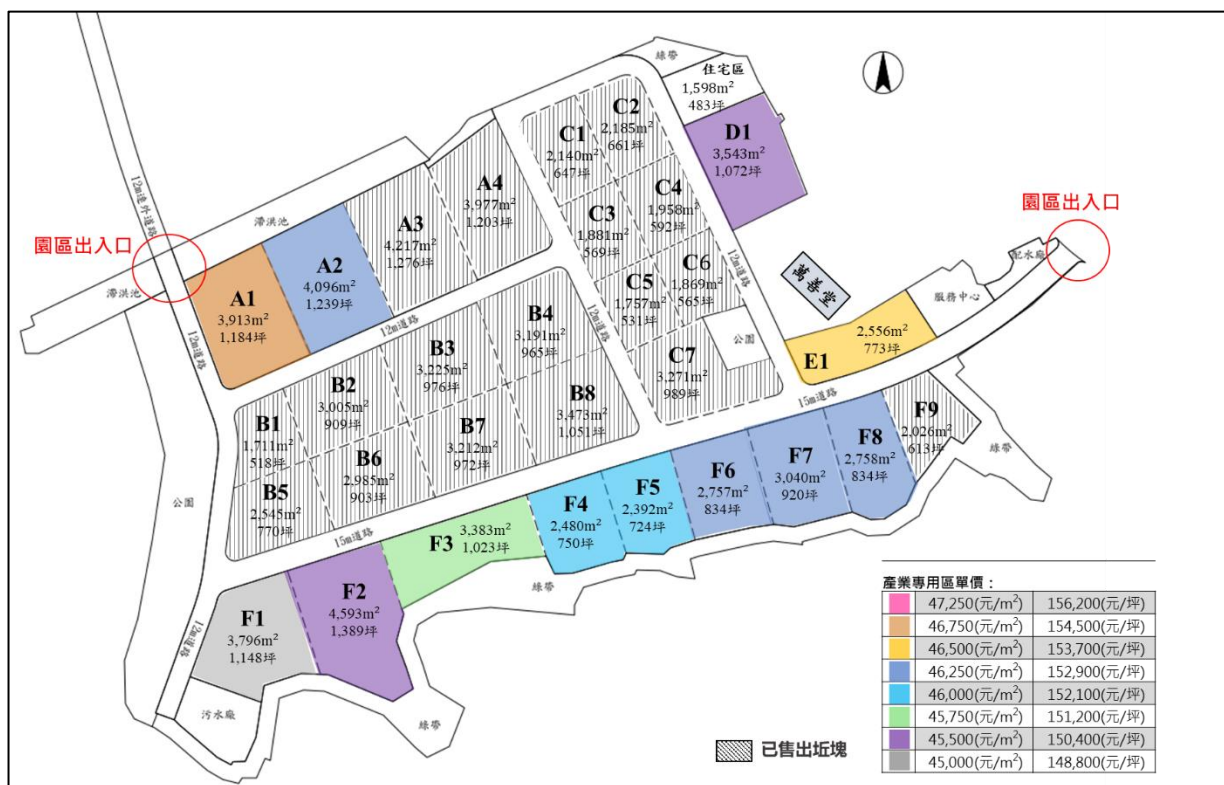 綠帶
住宅區
1,598m²
483坪
C2
2,185m²
661坪
C1
2,140m²
647坪
D1
3,543m²
1,072坪
A4
3,977m²
1,203坪
C4
1,958m²
592坪
12m連外道路
滯洪池
A3
4,217m²
1,276坪
C3
1,881m²
569坪
園區出入口
園區出入口
A2
4,096m²
1,239坪
C6
1,869m²
565坪
12m道路
配水廠
滯洪池
A1
3,913m²
1,184坪
C5
1,757m²
531坪
萬善堂
服務中心
12m道路
12m道路
B4
3,191m²
965坪
公園
2,556m²
773坪
E1
B3
3,225m²
976坪
C7
3,271m²
989坪
B2
3,005m²
909坪
B8
3,473m²
1,051坪
15m道路
B1
1,711m²
518坪
B7
3,212m²
972坪
F9
2,026m²
613坪
B6
2,985m²
903坪
F8
2,758m²
834坪
綠帶
B5
2,545m²
770坪
F7
3,040m²
920坪
公園
F6
2,757m²
834坪
15m道路
F5
2,392m²
724坪
F4
2,480m²
750坪
F3
3,383m²
1,023坪
綠帶
F2
4,593m²
1,389坪
F1
3,796m²
1,148坪
12m道路
污水廠
綠帶
已售出坵塊
產業專用區單價：
47,250(元/m²) 156,200(元/坪)
46,750(元/m²) 154,500(元/坪)
46,500(元/m²) 153,700(元/坪)
46,250(元/m²) 152,900(元/坪)
46,000(元/m²) 152,100(元/坪)
45,750(元/m²) 151,200(元/坪)
45,500(元/m²) 150,400(元/坪)
45,000(元/m²) 148,800(元/坪)